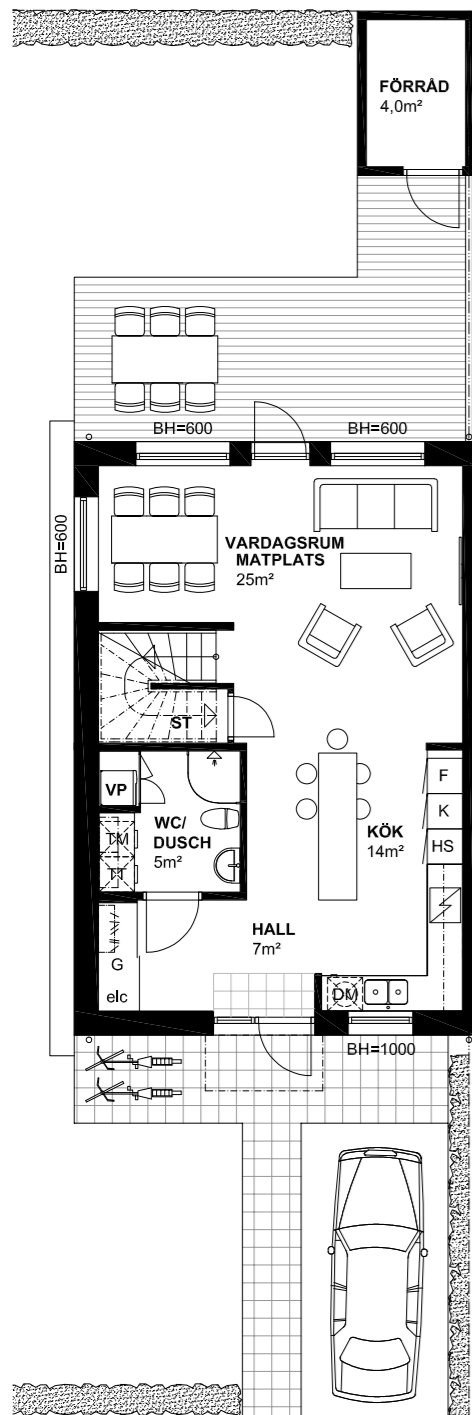 FÖRRÅD
4,0m²
BH=600
BH=600
BH=600
VARDAGSRUM
MATPLATS
25m²
ST
VP
WC/
DUSCH
5m²
TM
TT
F
K
HS
KÖK
14m²
HALL
7m²
G
elc
DM
BH=1000